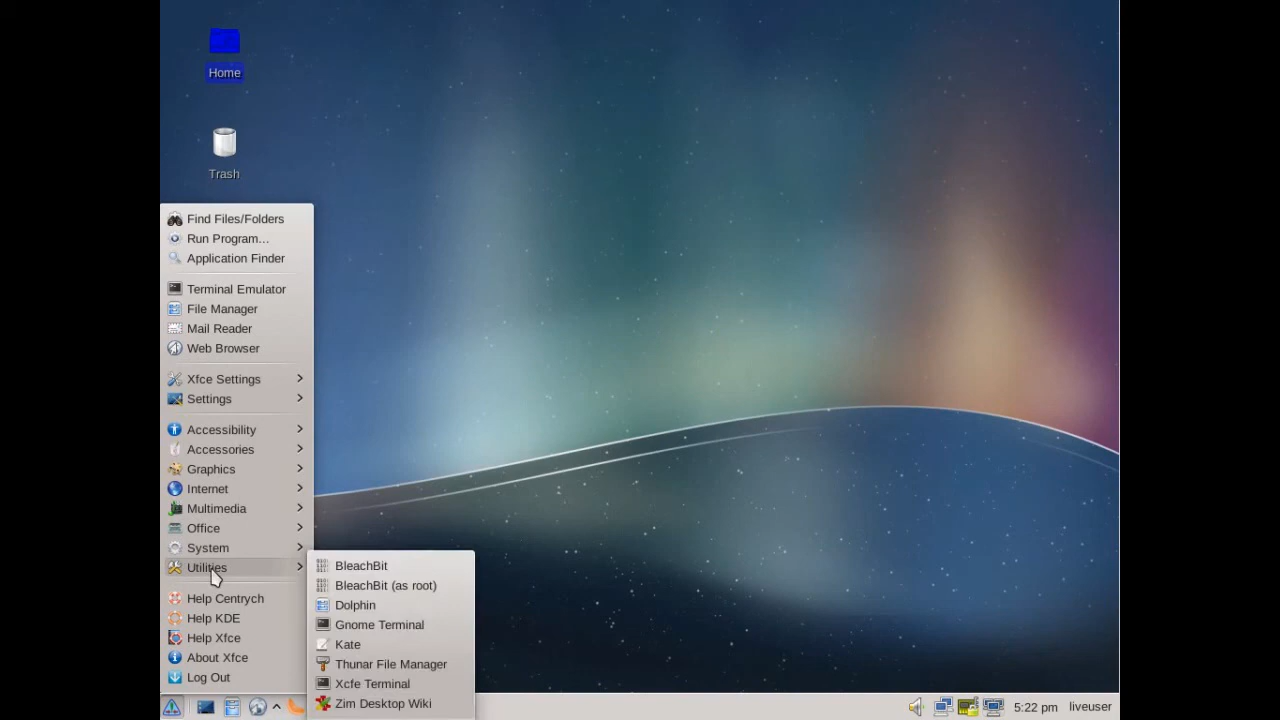 Home
Trash
Find Files/Folders
Run Program...
Application Finder
Terminal Emulator
File Manager
Mail Reader
Web Browser
Xfce Settings
Settings
Accessibility
Accessories
Graphics
Internet
Multimedia
Office
System
Utilities
Help Centrych
Help KDE
Help Xfce
About Xfce
Log Out
BleachBit
BleachBit (as root)
Dolphin
Gnome Terminal
Kate
Thunar File Manager
Xcfe Terminal
Zim Desktop Wiki
5:22 pm liveuser